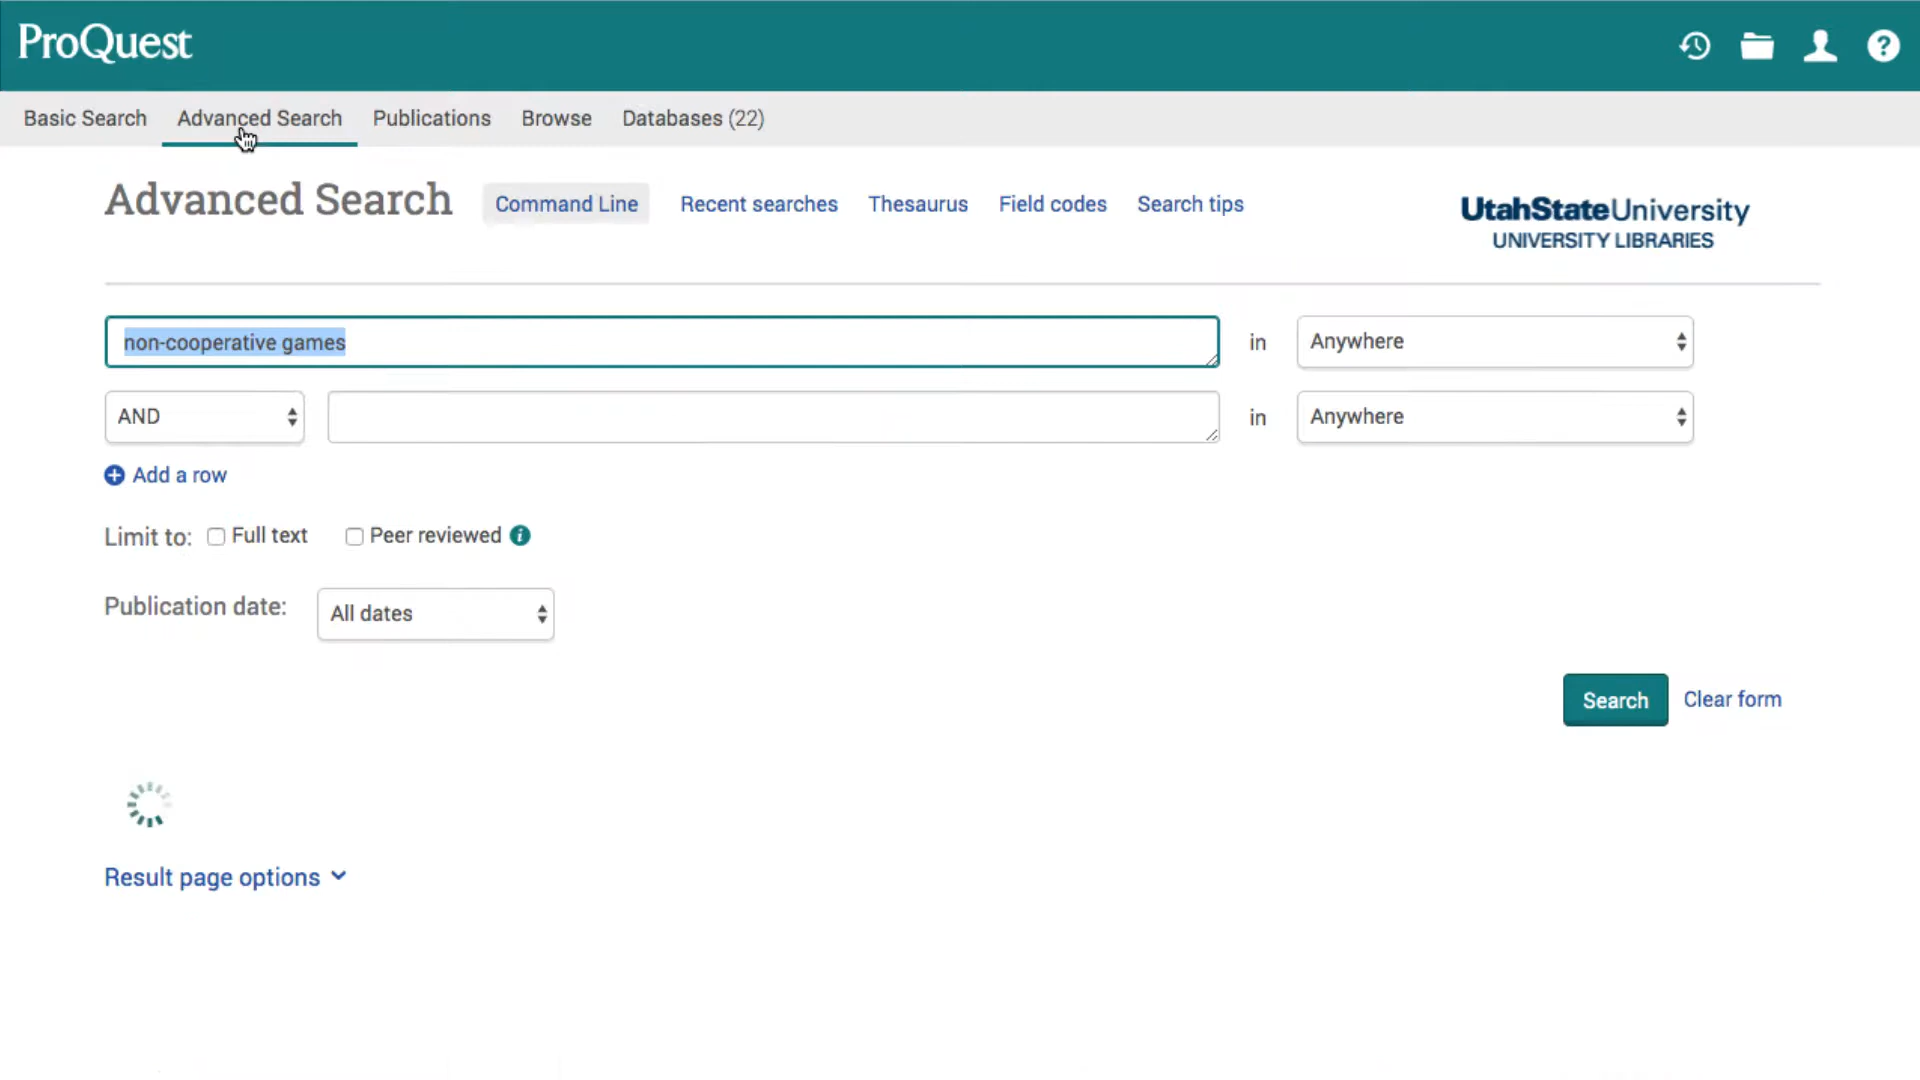 ProQuest
Basic Search Advanced Search Publications Browse Databases (22)
Advanced Search Command Line Recent searches Thesaurus Field codes Search tips
UtahStateUniversity
UNIVERSITY LIBRARIES
non-cooperative games in Anywhere
AND in Anywhere
Add a row
Limit to: Full text Peer reviewed
Publication date: All dates
Search Clear form
Result page options